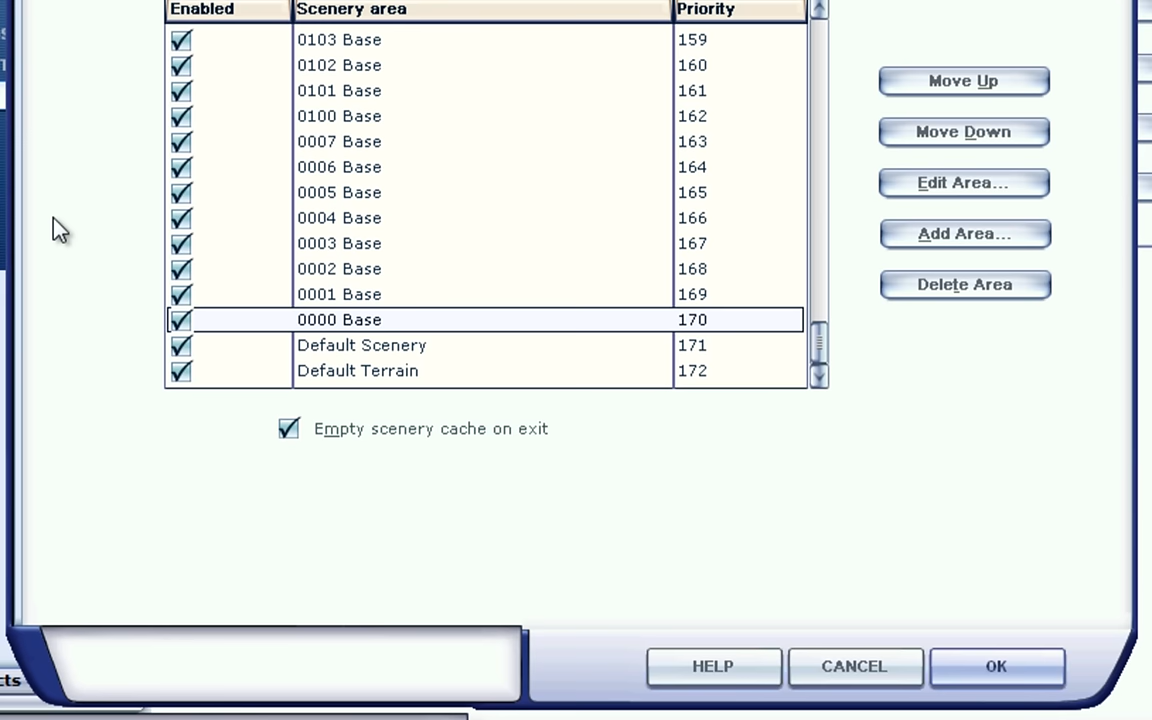 Enabled Scenery area Priority
0103 Base 159
0102 Base 160
0101 Base 161
0100 Base 162
0007 Base 163
0006 Base 164
0005 Base 165
0004 Base 166
0003 Base 167
0002 Base 168
0001 Base 169
0000 Base 170
Default Scenery 171
Default Terrain 172
Move Up
Move Down
Edit Area...
Add Area...
Delete Area
Empty scenery cache on exit
HELP CANCEL OK